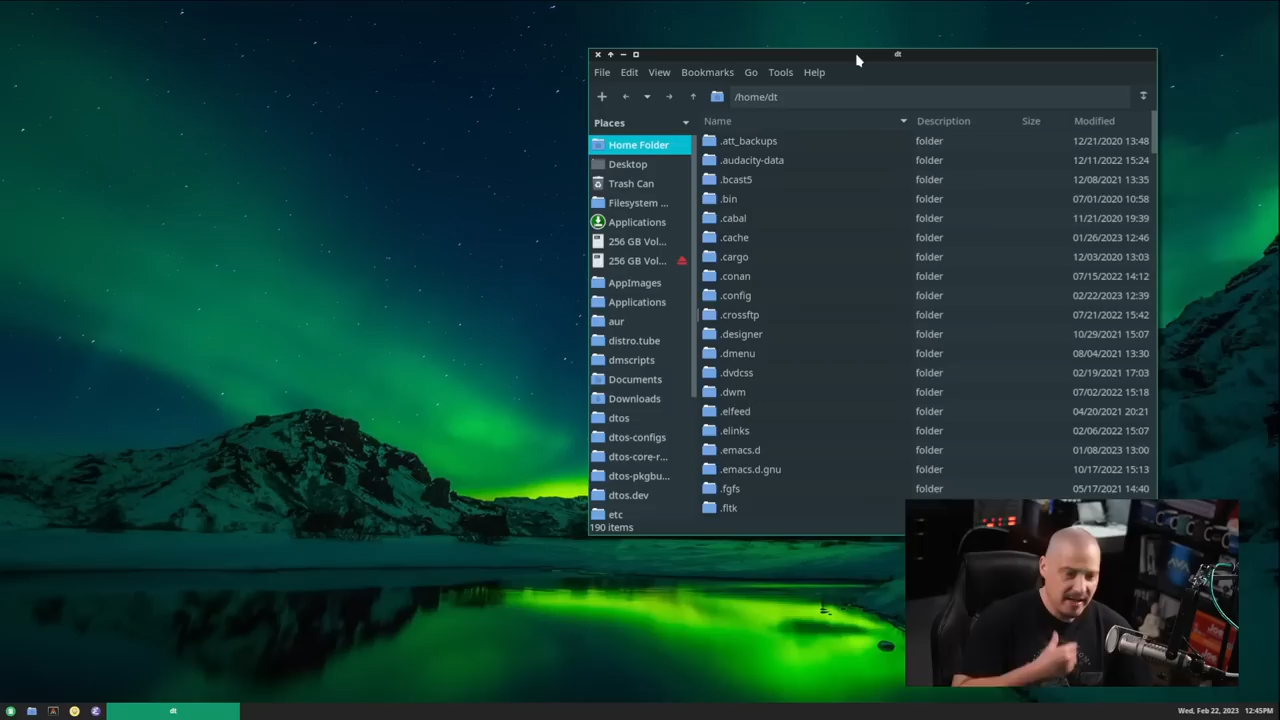 dt
File Edit View Bookmarks Go Tools Help
/home/dt
Places
Home Folder
Desktop
Trash Can
Filesystem ...
Applications
256 GB Vol...
256 GB Vol...
AppImages
Applications
aur
distro.tube
dmscripts
Documents
Downloads
dtos
dtos-configs
dtos-core-r...
dtos-pkgbu...
dtos.dev
etc
Name Description Size Modified
.att_backups folder 12/21/2020 13:48
.audacity-data folder 12/11/2022 15:24
.bcast5 folder 12/08/2021 13:35
.bin folder 07/01/2020 10:58
.cabal folder 11/21/2020 19:39
.cache folder 01/26/2023 12:46
.cargo folder 12/03/2020 13:03
.conan folder 07/15/2022 14:12
.config folder 02/22/2023 12:39
.crossftp folder 07/21/2022 15:42
.designer folder 10/29/2021 15:07
.dmenu folder 08/04/2021 13:30
.dvdcss folder 02/19/2021 17:03
.dwm folder 07/02/2022 15:18
.elfeed folder 04/20/2021 20:21
.elinks folder 02/06/2022 15:07
.emacs.d folder 01/08/2023 13:00
.emacs.d.gnu folder 10/17/2022 15:13
.fgfs folder 05/17/2021 14:40
.fltk
190 items
dt
Wed, Feb 22, 2023 12:45PM